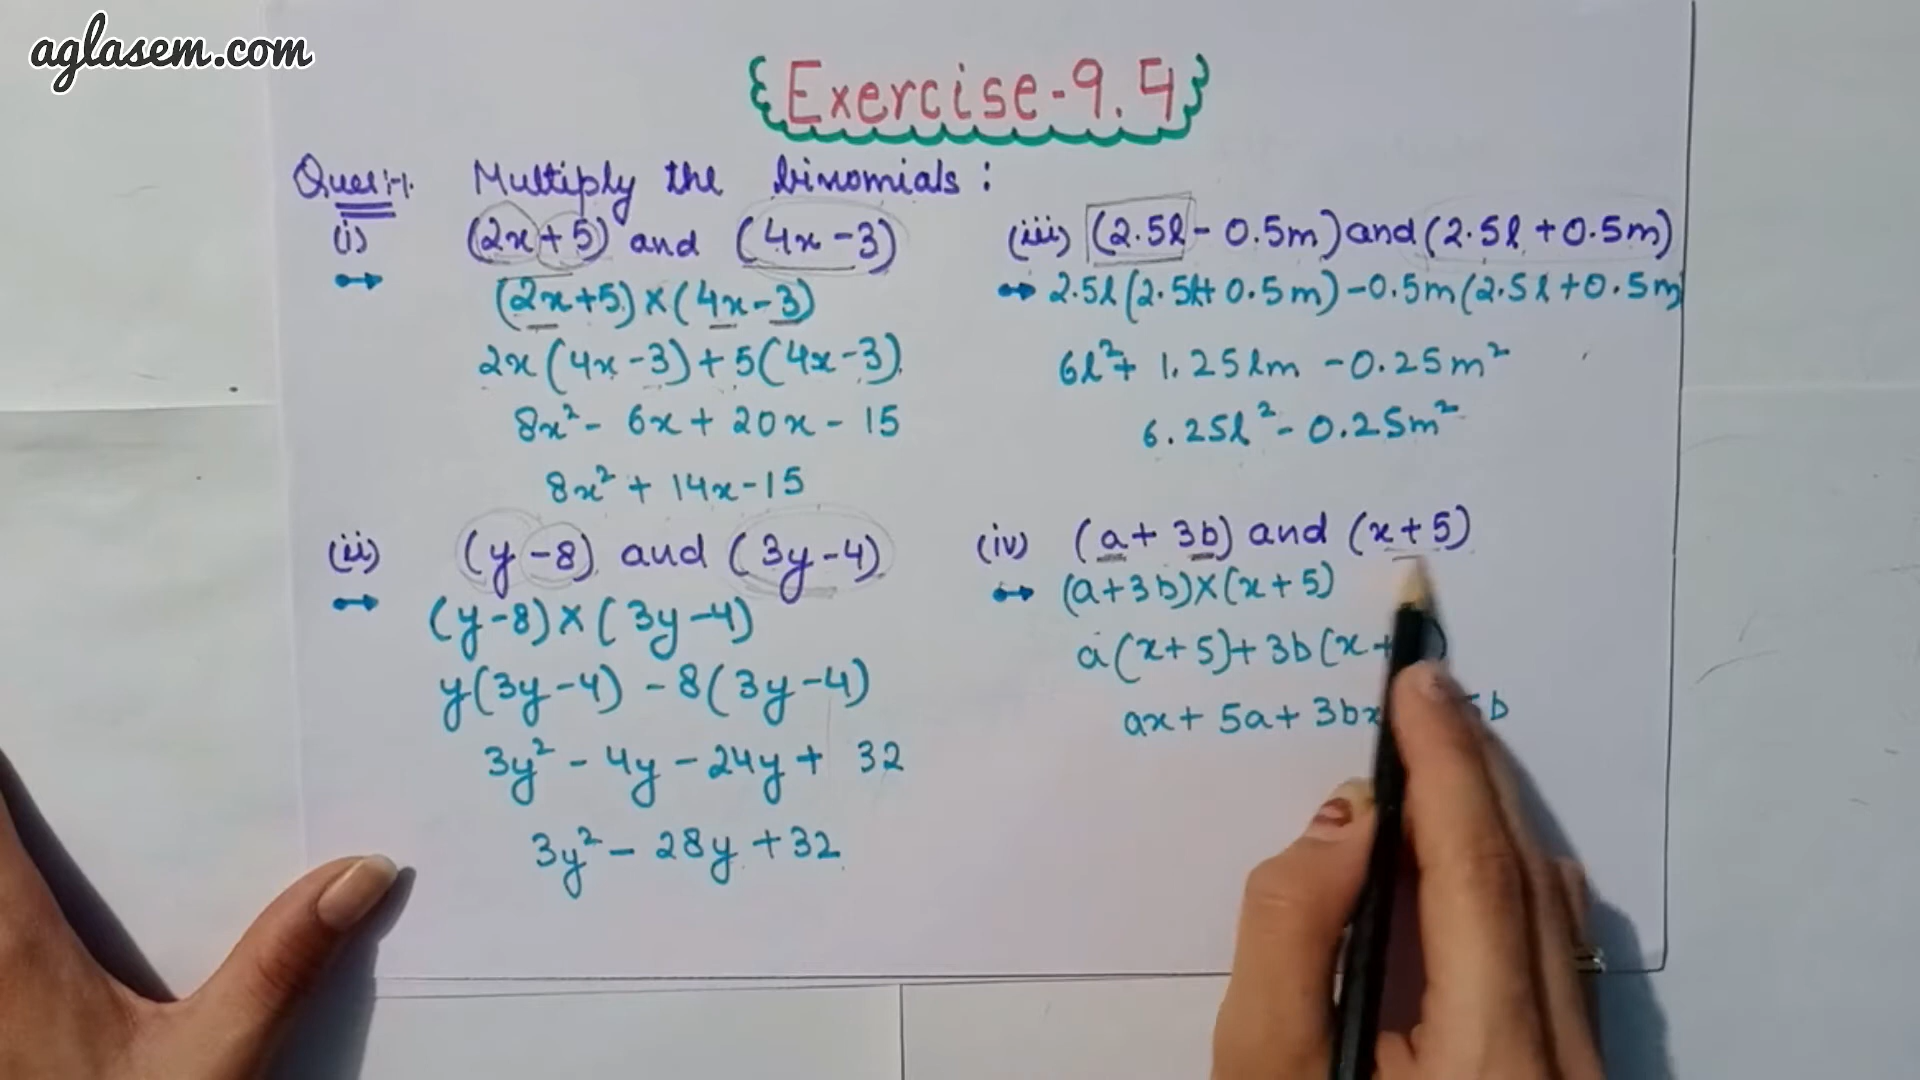 aglasem.com
Exercise-9.4
Ques:-1. Multiply the binomials:
(i) (2x+5) and (4x-3)
(2x+5)×(4x-3)
2x(4x-3)+5(4x-3)
8x²- 6x+20x-15
8x²+14x-15
(ii) (y-8) and (3y-4)
(y-8)×(3y-4)
y(3y-4)-8(3y-4)
3y²-4y-24y+ 32
3y²-28y+32
(iii) (2.5l-0.5m) and (2.5l+0.5m)
2.5l(2.5l+0.5m)-0.5m(2.5l+0.5m)
6l²+ 1.25lm -0.25m²
6.25l²-0.25m²
(iv) (a+3b) and (x+5)
(a+3b)×(x+5)
a(x+5)+3b(x+ )
ax+5a+3bx 5b